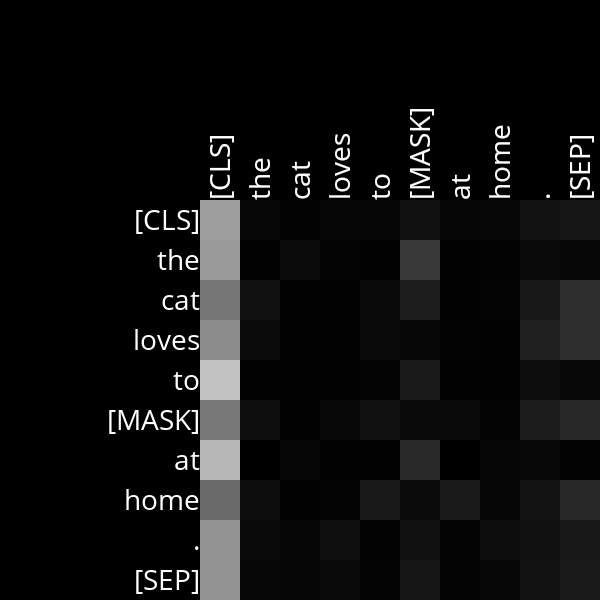 [CLS] the cat loves to [MASK] at home . [SEP]
[CLS]
the
cat
loves
to
[MASK]
at
home
.
[SEP]